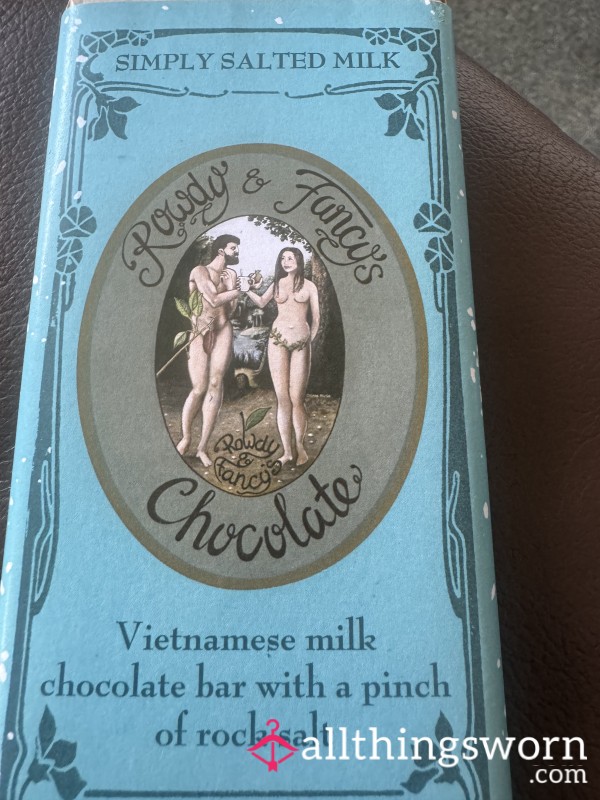 SIMPLY SALTED MILK
Rowdy & Fancy's
Rowdy
&
Fancy's
Chocolate
Vietnamese milk
chocolate bar with a pinch
of rock salt
allthingsworn
.com